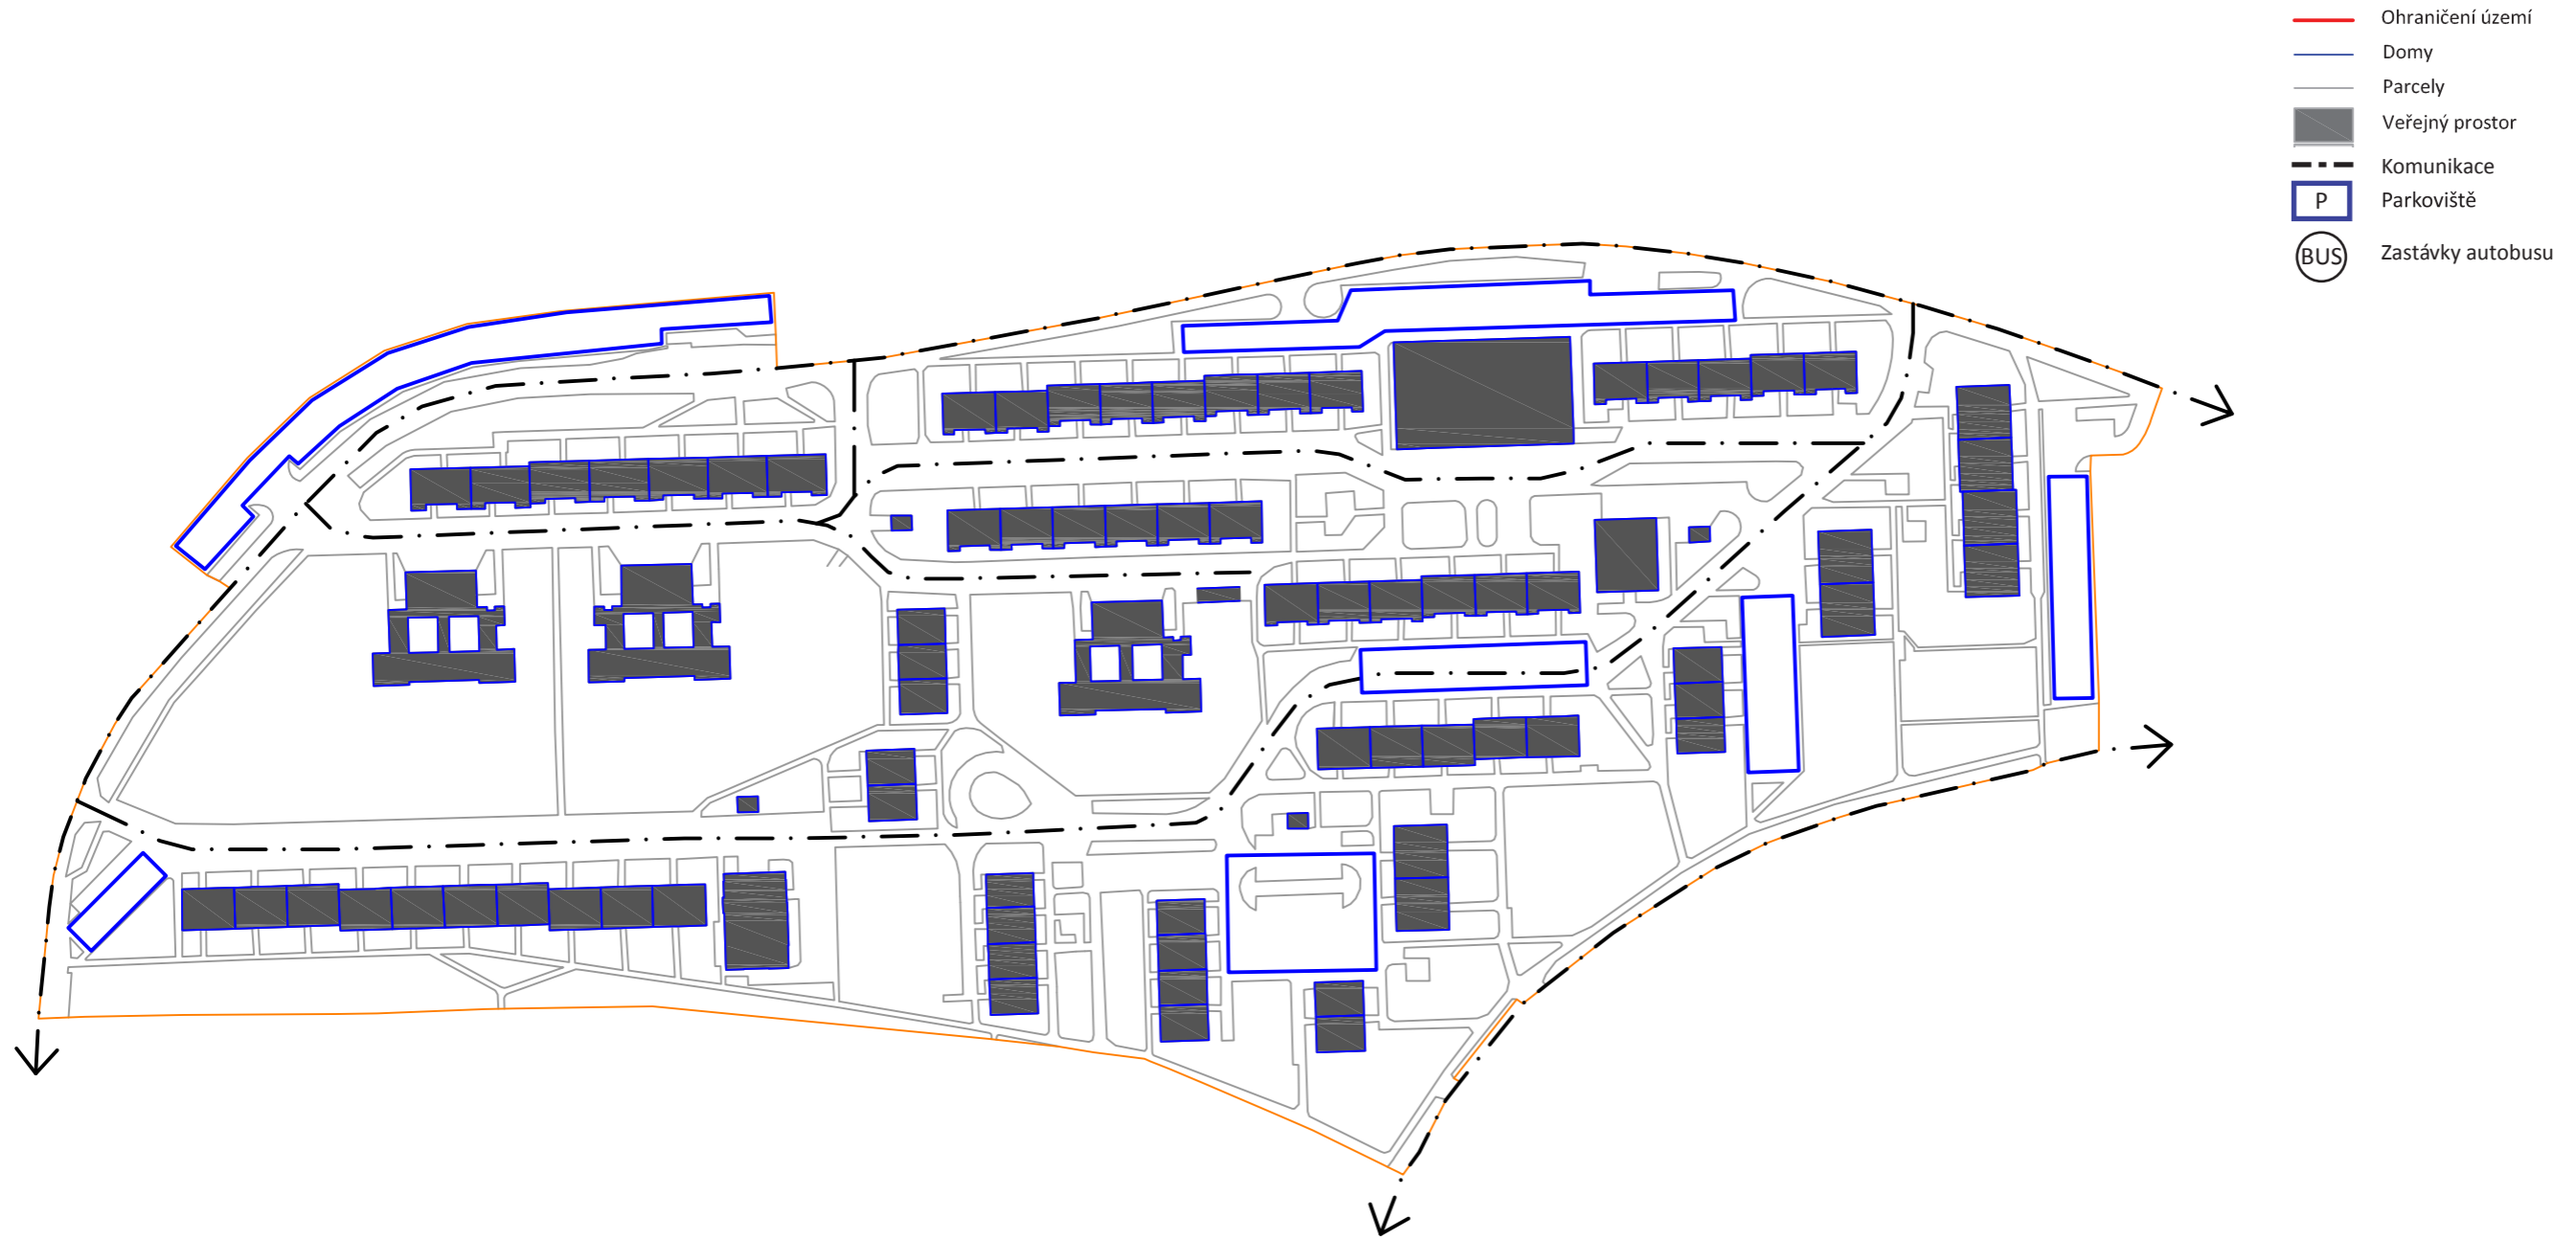 Ohraničení území
Domy
Parcely
Veřejný prostor
Komunikace
P Parkoviště
BUS Zastávky autobusu